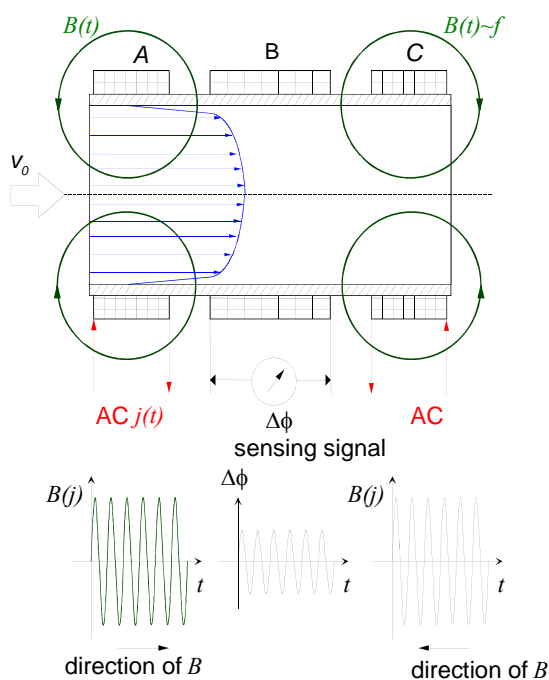 B(t)
A
B
C
B(t)~f
v0
AC j(t)
AC
Δϕ
sensing signal
B(j)
Δϕ
B(j)
t
t
t
direction of B
direction of B